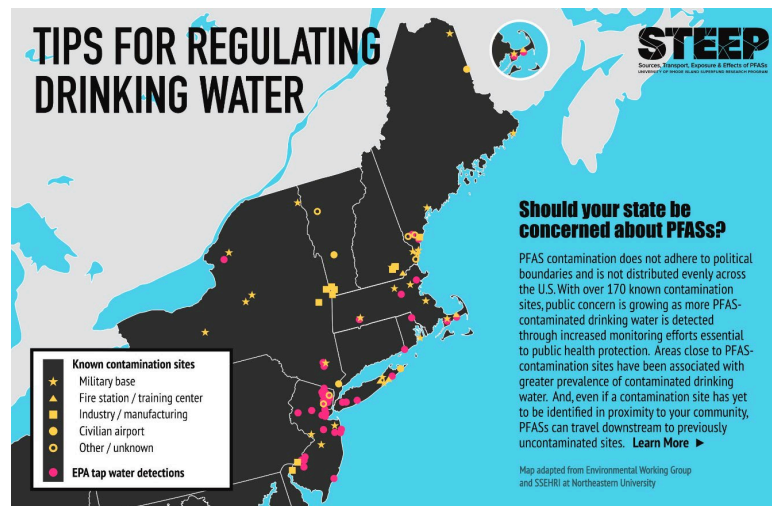 TIPS FOR REGULATING
DRINKING WATER
STEEP
Sources, Transport, Exposure & Effects of PFASs
UNIVERSITY OF RHODE ISLAND SUPERFUND RESEARCH PROGRAM
Should your state be
concerned about PFASs?
PFAS contamination does not adhere to political
boundaries and is not distributed evenly across
the U.S. With over 170 known contamination
sites, public concern is growing as more PFAS-
contaminated drinking water is detected
through increased monitoring efforts essential
to public health protection. Areas close to PFAS-
contamination sites have been associated with
greater prevalence of contaminated drinking
water. And, even if a contamination site has yet
to be identified in proximity to your community,
PFASs can travel downstream to previously
uncontaminated sites. Learn More ►
Map adapted from Environmental Working Group
and SSEHRI at Northeastern University
Known contamination sites
Military base
Fire station / training center
Industry / manufacturing
Civilian airport
Other / unknown
EPA tap water detections